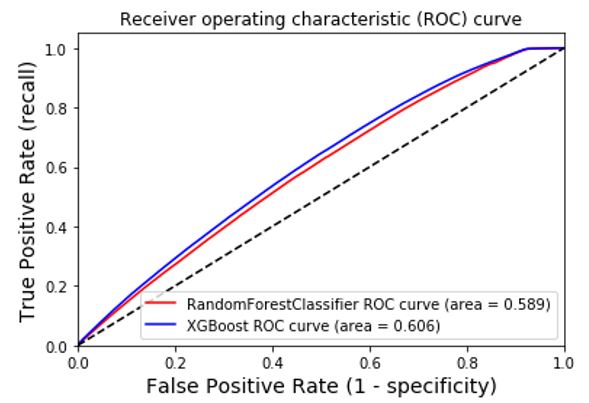 Receiver operating characteristic (ROC) curve
True Positive Rate (recall)
1.0
0.8
0.6
0.4
0.2
0.0
RandomForestClassifier ROC curve (area = 0.589)
XGBoost ROC curve (area = 0.606)
0.0 0.2 0.4 0.6 0.8 1.0
False Positive Rate (1 - specificity)